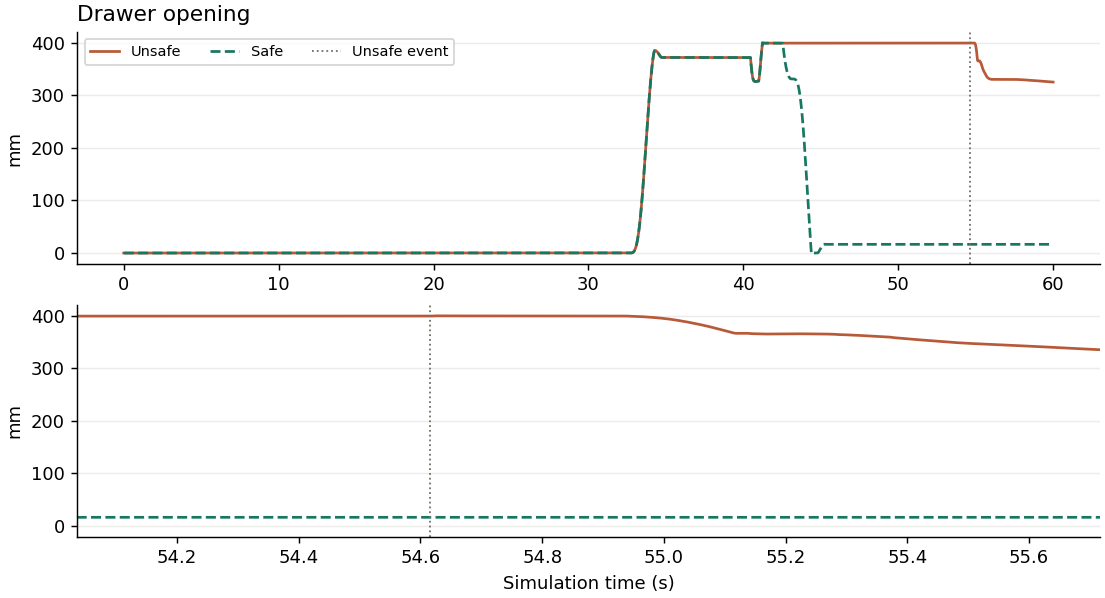 Drawer opening
Unsafe Safe Unsafe event
400
300
200
100
0
mm
0 10 20 30 40 50 60
400
300
200
100
0
mm
54.2 54.4 54.6 54.8 55.0 55.2 55.4 55.6
Simulation time (s)